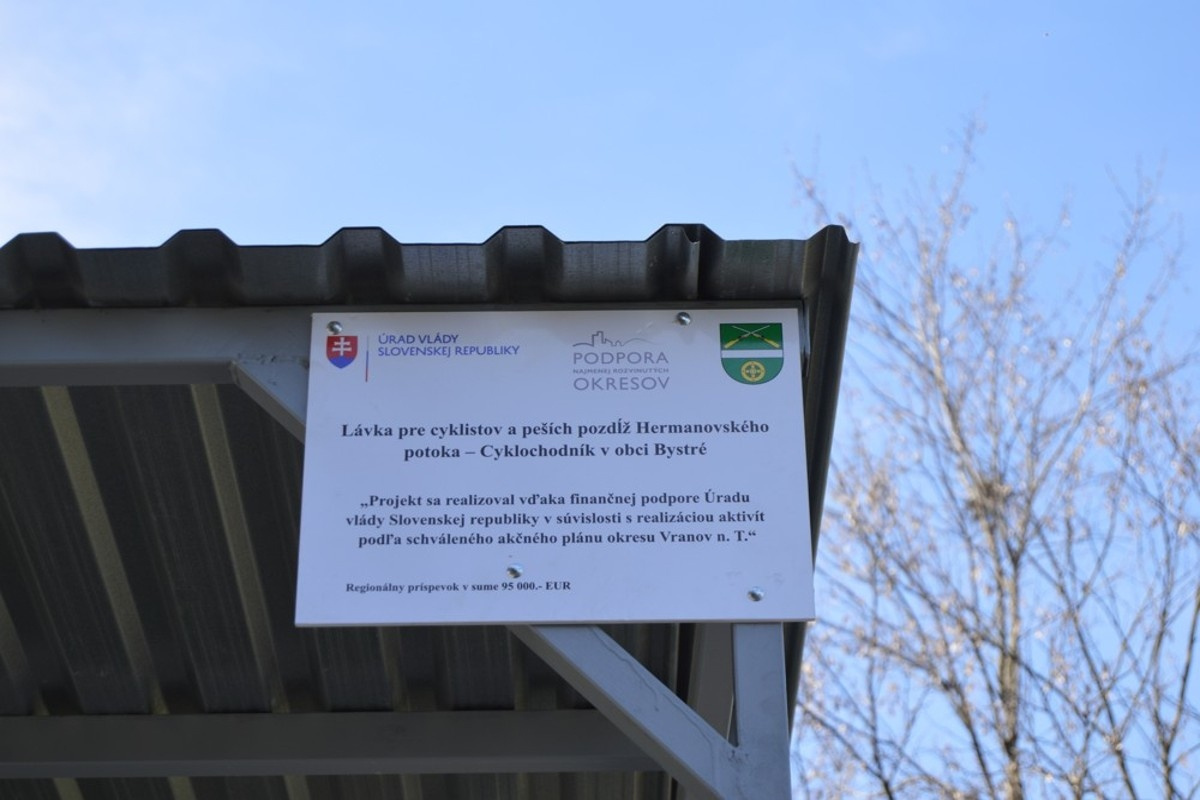 ÚRAD VLÁDY
SLOVENSKEJ REPUBLIKY
PODPORA
NAJMENEJ ROZVINUTÝCH
OKRESOV
Lávka pre cyklistov a peších pozdĺž Hermanovského
potoka – Cyklochodník v obci Bystré
„Projekt sa realizoval vďaka finančnej podpore Úradu
vlády Slovenskej republiky v súvislosti s realizáciou aktivít
podľa schváleného akčného plánu okresu Vranov n. T.“
Regionálny príspevok v sume 95 000.- EUR